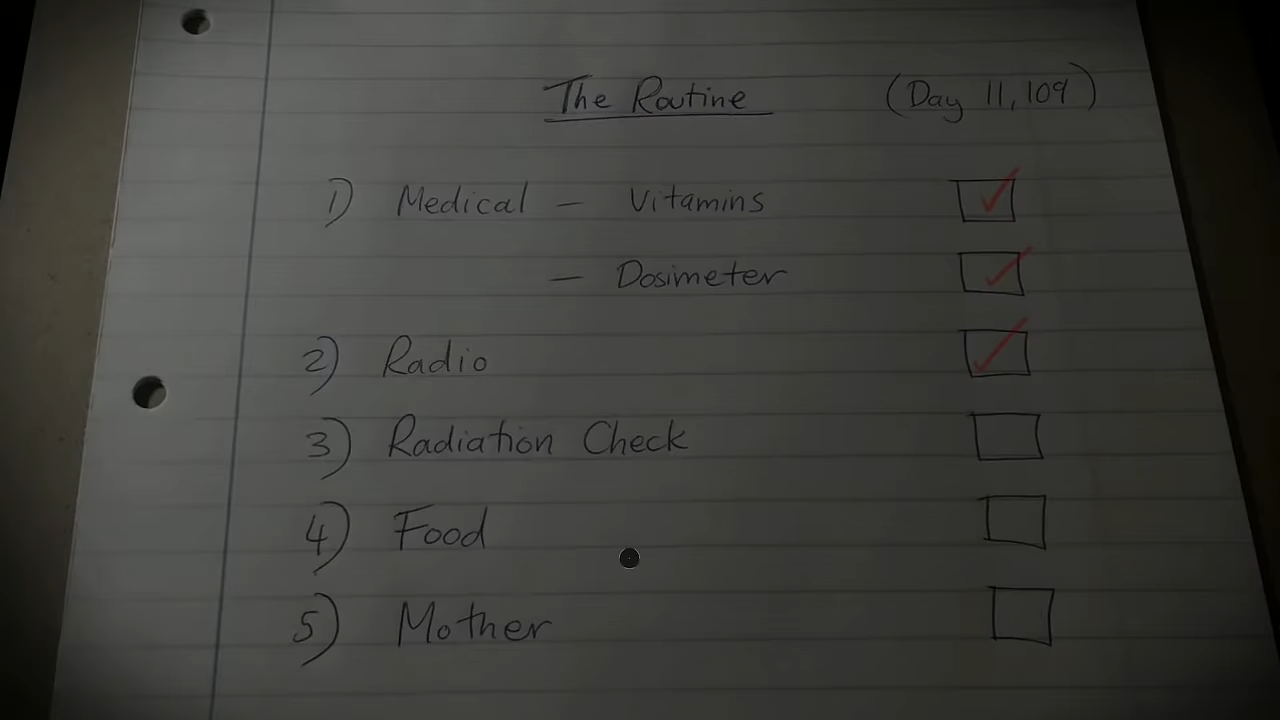 The Routine (Day 11,109)
1) Medical - Vitamins
- Dosimeter
2) Radio
3) Radiation Check
4) Food
5) Mother